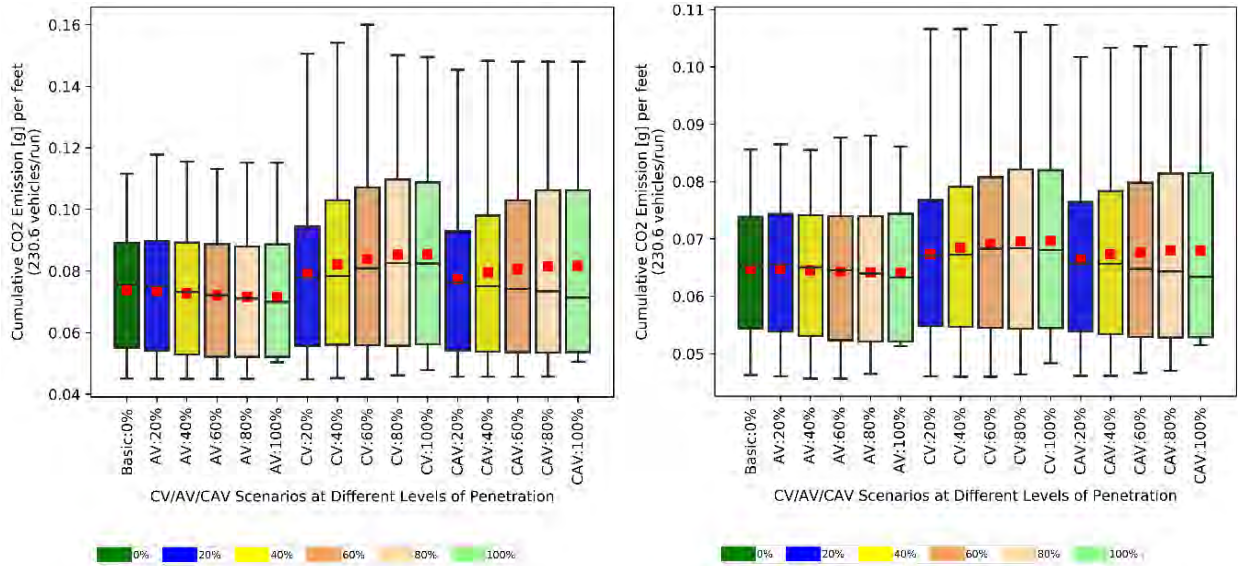 Cumulative CO2 Emission [g] per feet
(230.6 vehicles/run)
0.16
0.14
0.12
0.10
0.08
0.06
0.04
Basic:0%
AV:20%
AV:40%
AV:60%
AV:80%
AV:100%
CV:20%
CV:40%
CV:60%
CV:80%
CV:100%
CAV:20%
CAV:40%
CAV:60%
CAV:80%
CAV:100%
CV/AV/CAV Scenarios at Different Levels of Penetration
0% 20% 40% 60% 80% 100%
Cumulative CO2 Emission [g] per feet
(230.6 vehicles/run)
0.11
0.10
0.09
0.08
0.07
0.06
0.05
Basic:0%
AV:20%
AV:40%
AV:60%
AV:80%
AV:100%
CV:20%
CV:40%
CV:60%
CV:80%
CV:100%
CAV:20%
CAV:40%
CAV:60%
CAV:80%
CAV:100%
CV/AV/CAV Scenarios at Different Levels of Penetration
0% 20% 40% 60% 80% 100%